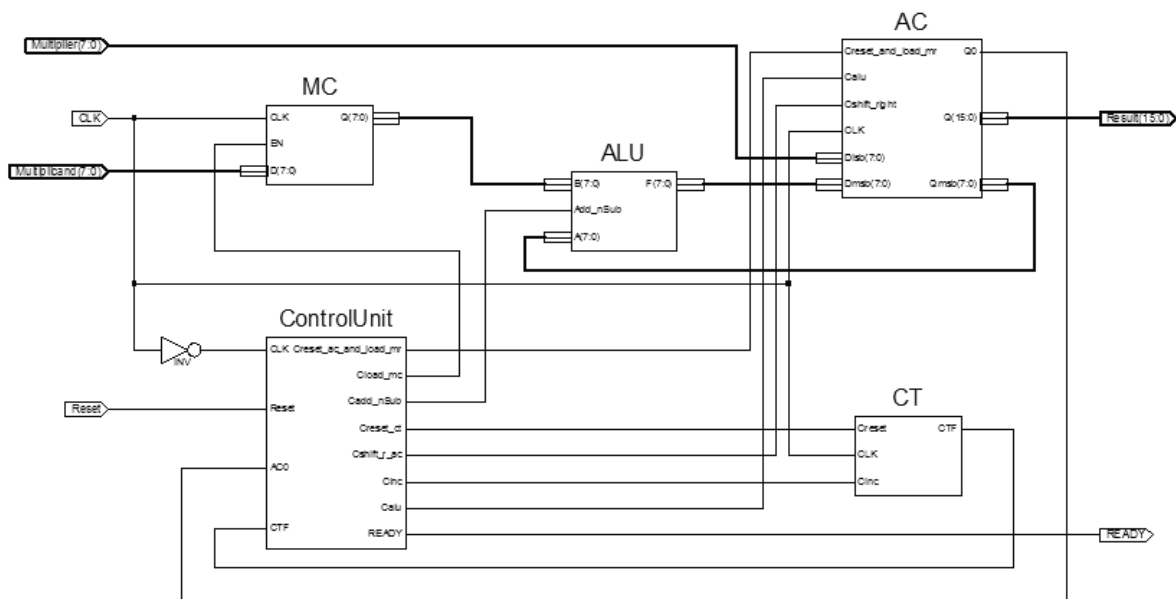 AC
Multiplier(7:0)
Creset_and_load_mr
Q0
Calu
MC
Cshift_right
CLK
CLK
Q(7:0)
Q(15:0)
Result(15:0)
CLK
EN
ALU
Dlsb(7:0)
Multiplicand(7:0)
D(7:0)
B(7:0)
F(7:0)
Dmsb(7:0)
Qmsb(7:0)
Add_nSub
A(7:0)
ControlUnit
CLK
Creset_ac_and_load_mr
INV
Cload_mc
Cadd_nSub
Reset
Reset
CT
Creset_ct
Creset
CTF
Cshift_r_ac
CLK
AC0
Cinc
Cinc
Calu
CTF
READY
READY